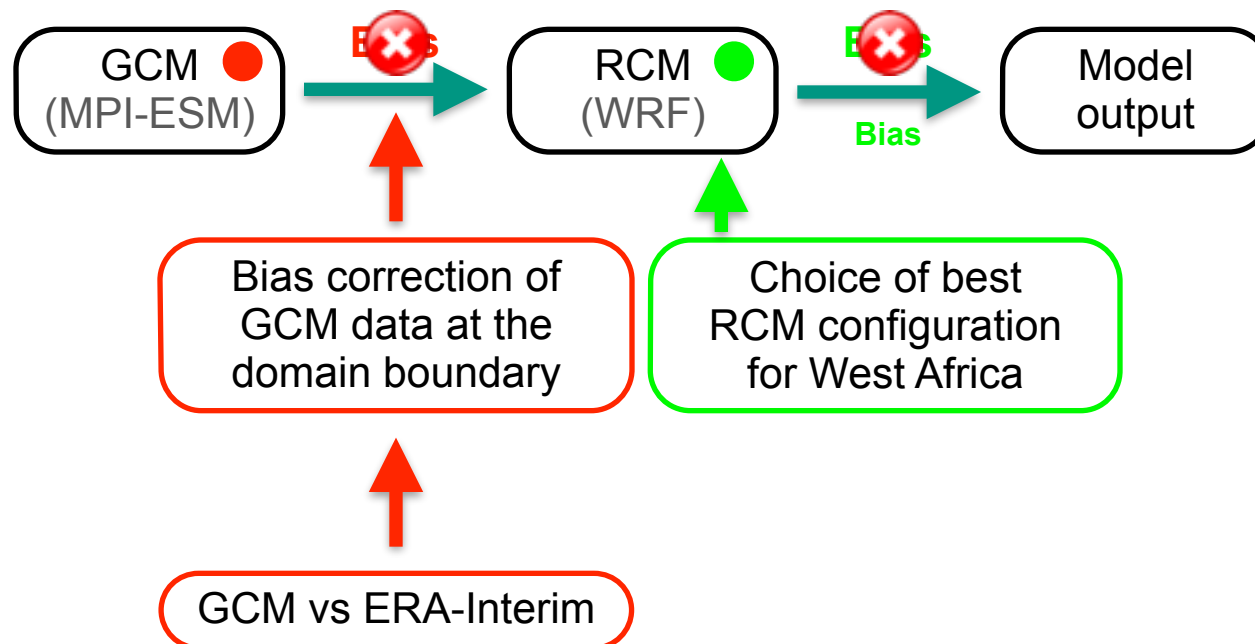 GCM
(MPI-ESM)
RCM
(WRF)
Model
output
Bias
Bias correction of
GCM data at the
domain boundary
Choice of best
RCM configuration
for West Africa
GCM vs ERA-Interim